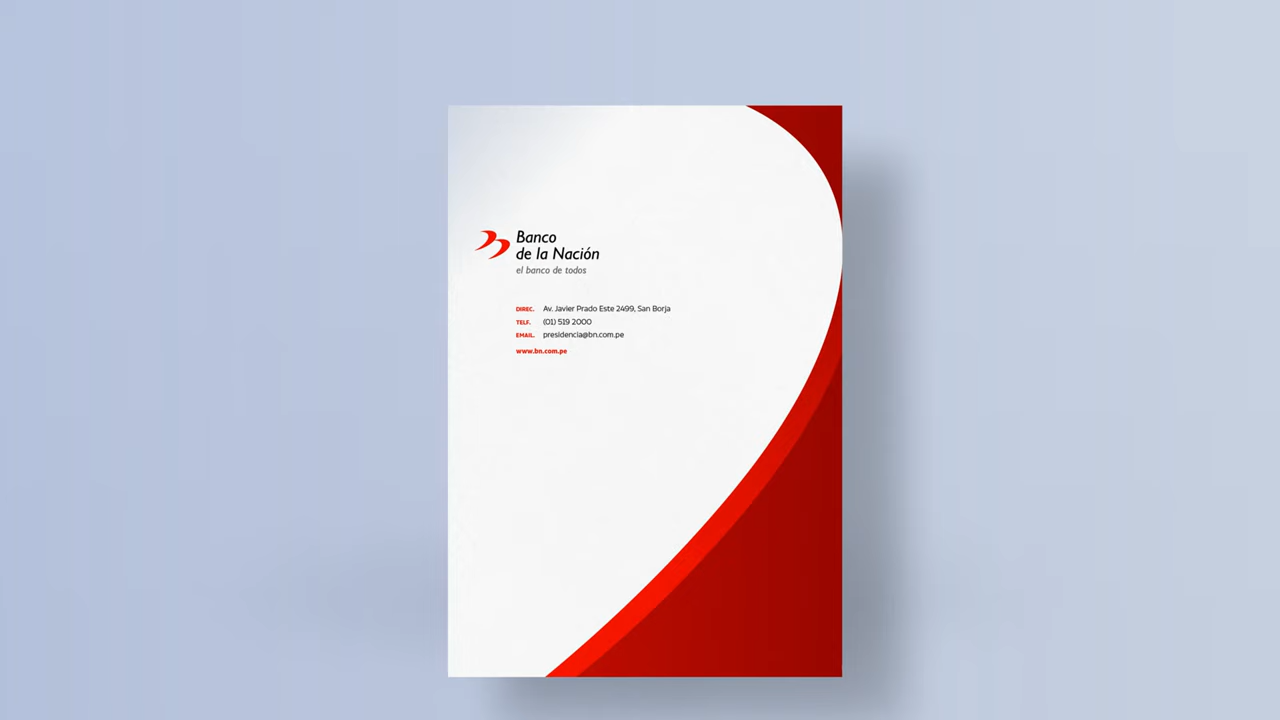 Banco
de la Nación
el banco de todos
DIREC. Av. Javier Prado Este 2499, San Borja
TELF. (01) 519 2000
EMAIL. presidencia@bn.com.pe
www.bn.com.pe